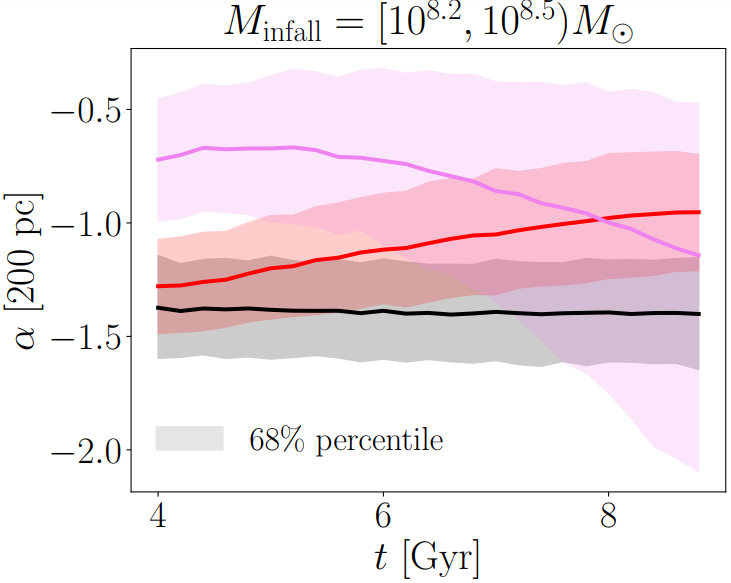 M_infall = [10^8.2, 10^8.5)M_⊙
α [200 pc]
−0.5
−1.0
−1.5
−2.0
68% percentile
4 6 8
t [Gyr]